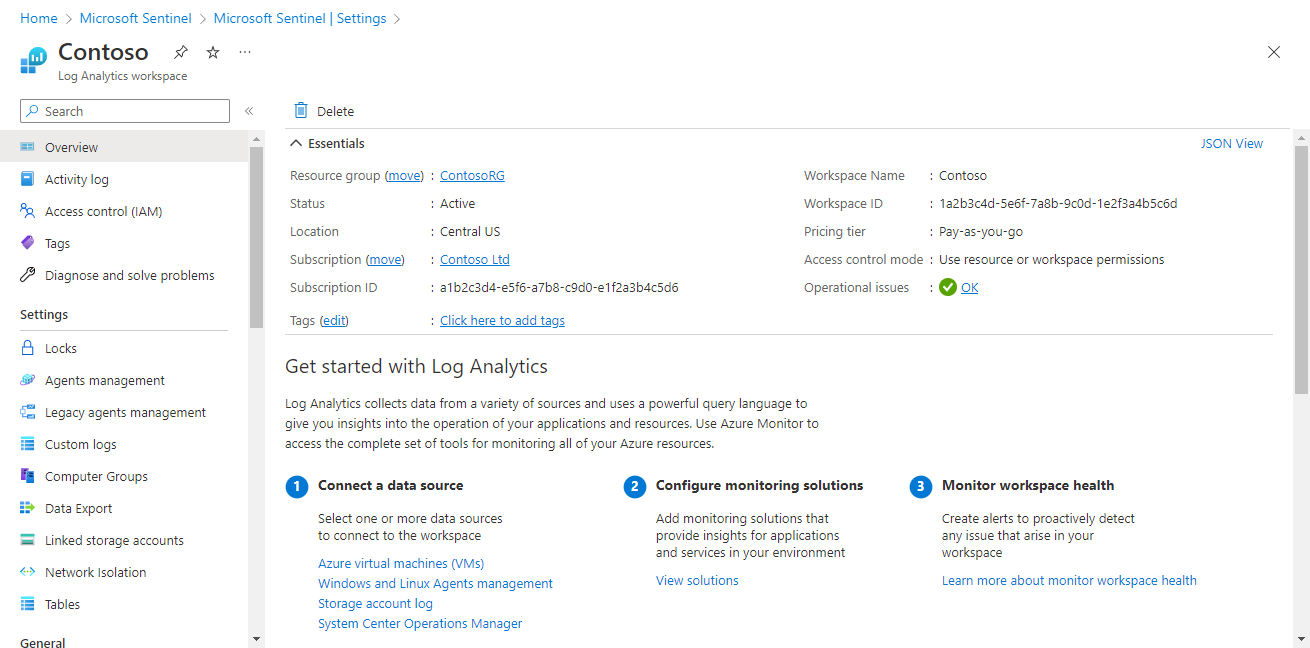 Home > Microsoft Sentinel > Microsoft Sentinel | Settings >
Contoso
Log Analytics workspace
Search
Overview
Activity log
Access control (IAM)
Tags
Diagnose and solve problems
Settings
Locks
Agents management
Legacy agents management
Custom logs
Computer Groups
Data Export
Linked storage accounts
Network Isolation
Tables
General
Delete
Essentials
JSON View
Resource group (move) : ContosoRG
Status : Active
Location : Central US
Subscription (move) : Contoso Ltd
Subscription ID : a1b2c3d4-e5f6-a7b8-c9d0-e1f2a3b4c5d6
Tags (edit) : Click here to add tags
Workspace Name : Contoso
Workspace ID : 1a2b3c4d-5e6f-7a8b-9c0d-1e2f3a4b5c6d
Pricing tier : Pay-as-you-go
Access control mode : Use resource or workspace permissions
Operational issues : OK
Get started with Log Analytics
Log Analytics collects data from a variety of sources and uses a powerful query language to
give you insights into the operation of your applications and resources. Use Azure Monitor to
access the complete set of tools for monitoring all of your Azure resources.
1 Connect a data source
Select one or more data sources
to connect to the workspace
Azure virtual machines (VMs)
Windows and Linux Agents management
Storage account log
System Center Operations Manager
2 Configure monitoring solutions
Add monitoring solutions that
provide insights for applications
and services in your environment
View solutions
3 Monitor workspace health
Create alerts to proactively detect
any issue that arise in your
workspace
Learn more about monitor workspace health